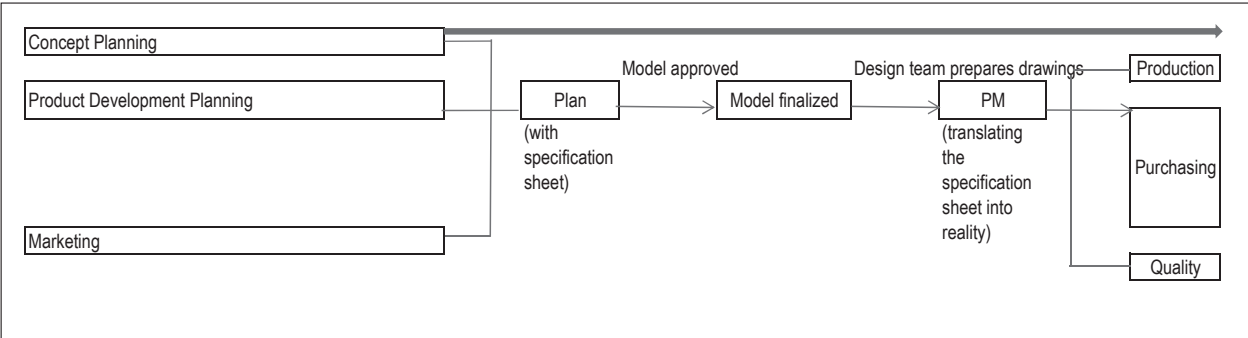 Concept Planning
Model approved
Design team prepares drawings
Production
Product Development Planning
Plan
Model finalized
PM
(with
specification
sheet)
(translating
the
specification
sheet into
reality)
Purchasing
Marketing
Quality